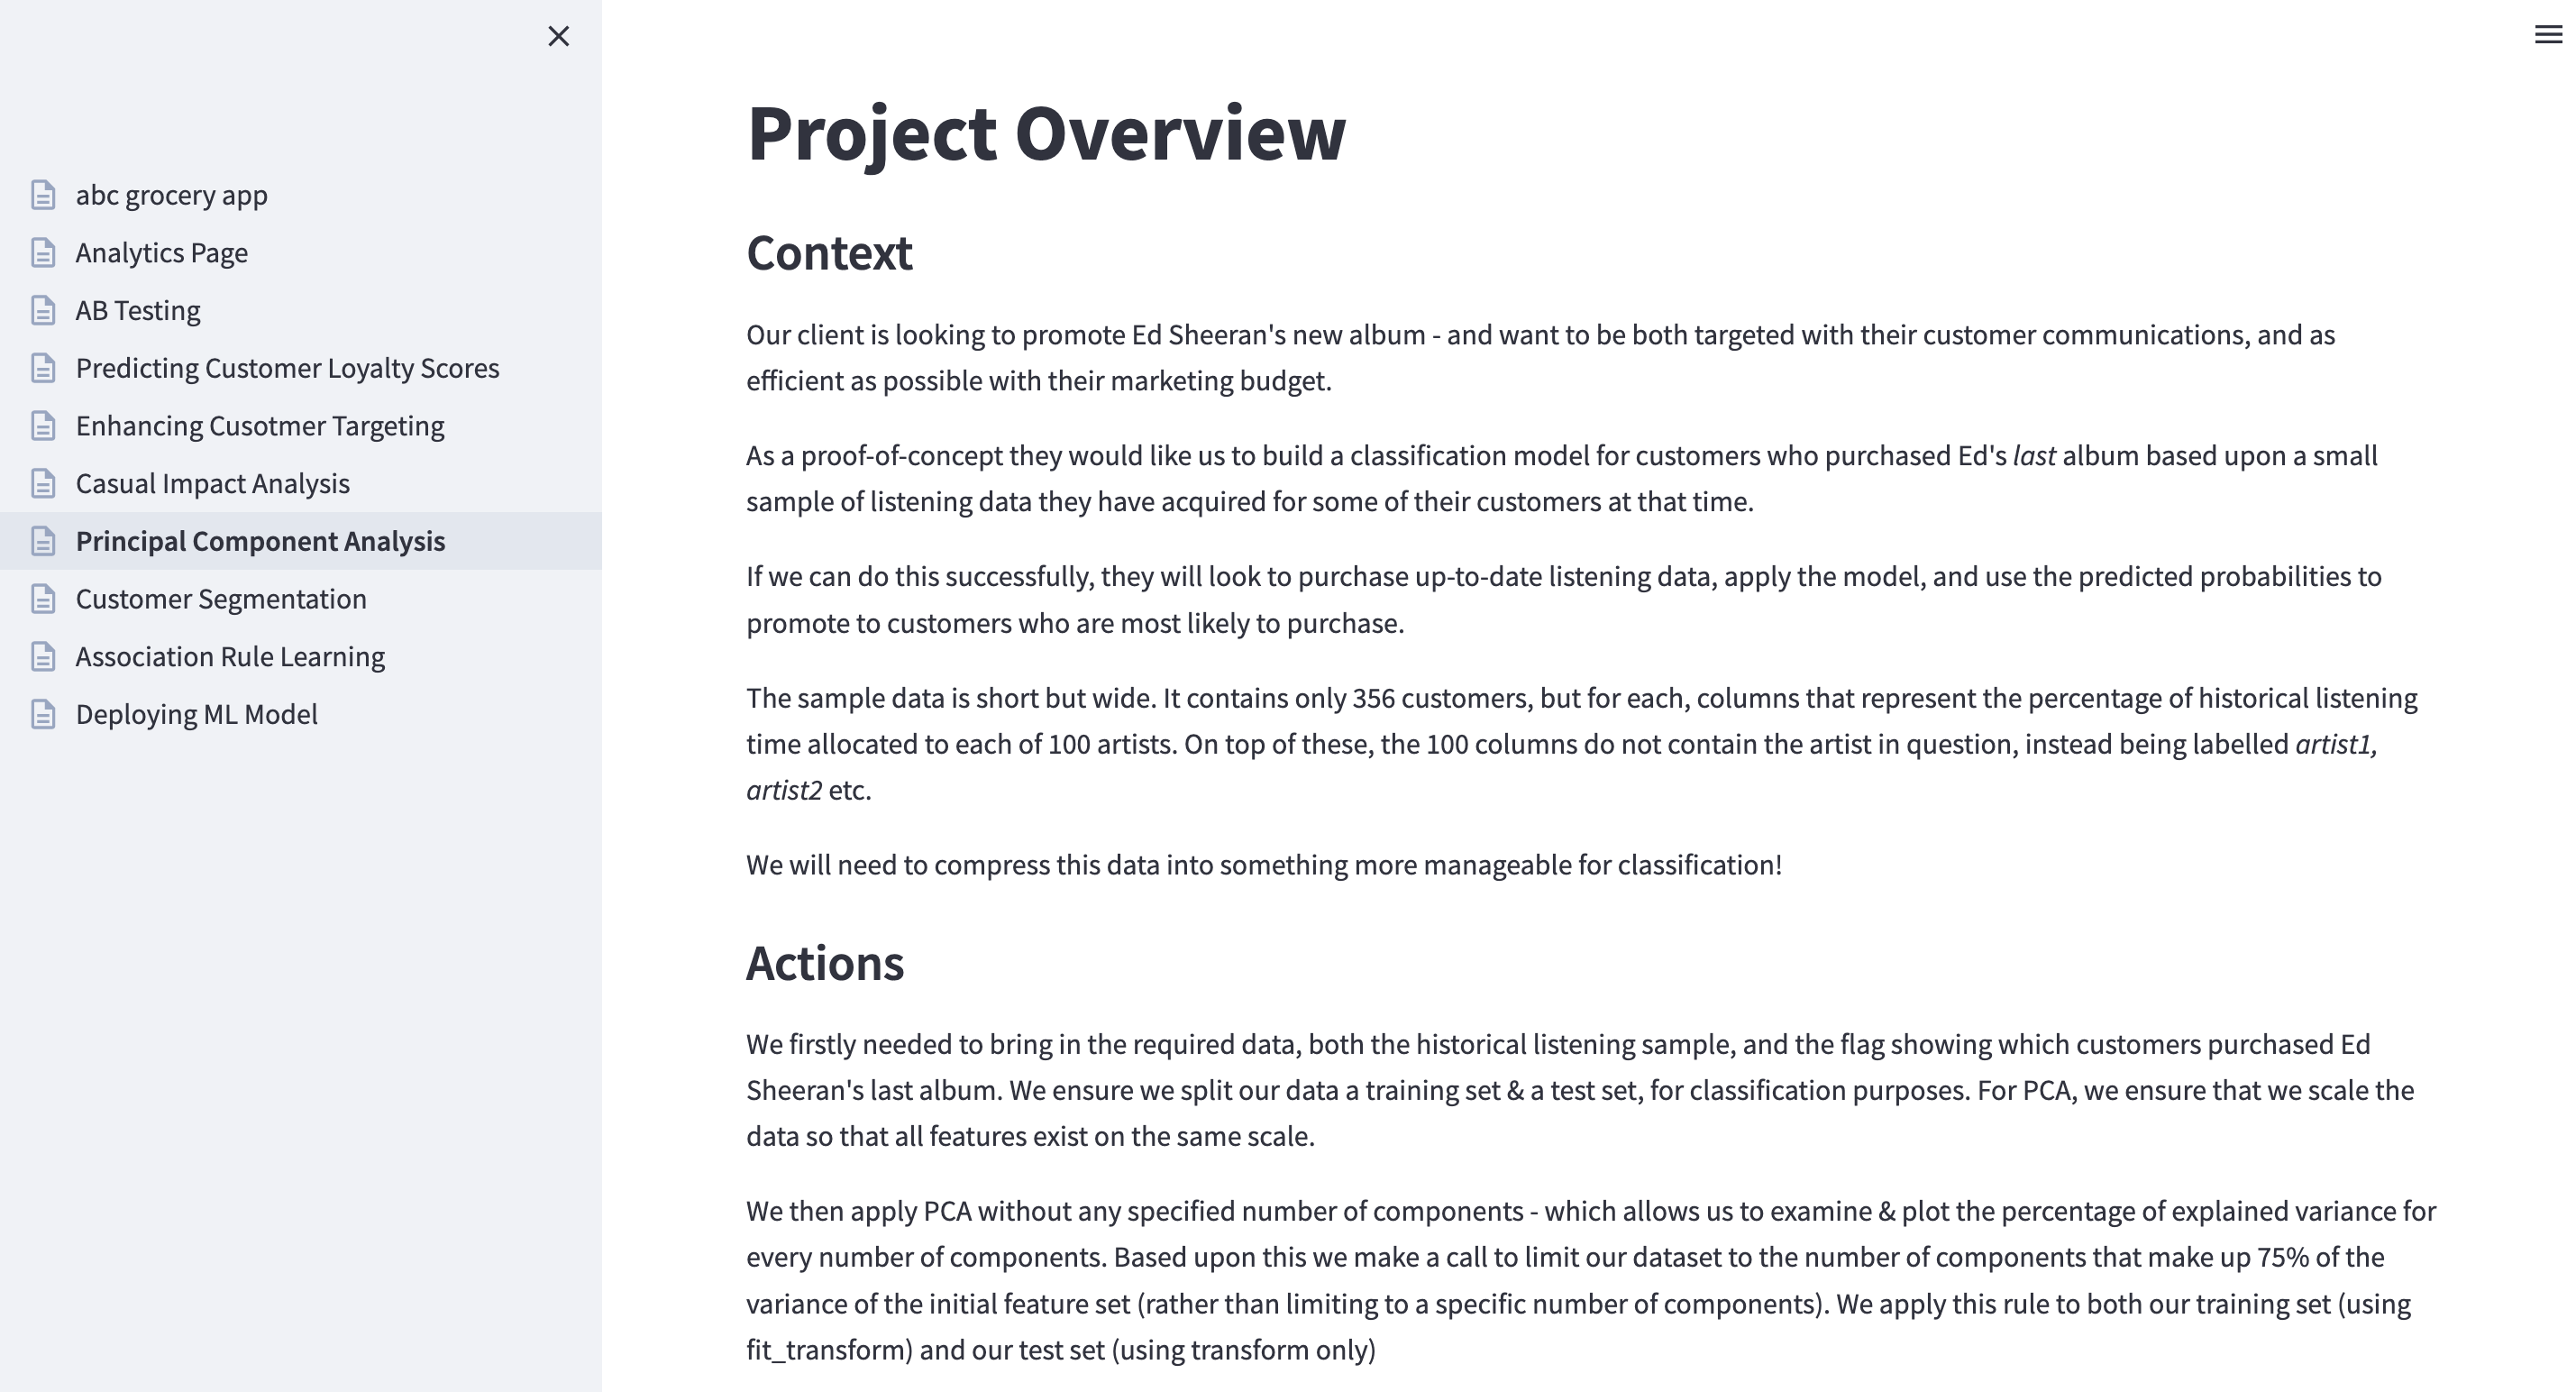 abc grocery app
Analytics Page
AB Testing
Predicting Customer Loyalty Scores
Enhancing Cusotmer Targeting
Casual Impact Analysis
Principal Component Analysis
Customer Segmentation
Association Rule Learning
Deploying ML Model
Project Overview
Context
Our client is looking to promote Ed Sheeran's new album - and want to be both targeted with their customer communications, and as
efficient as possible with their marketing budget.
As a proof-of-concept they would like us to build a classification model for customers who purchased Ed's last album based upon a small
sample of listening data they have acquired for some of their customers at that time.
If we can do this successfully, they will look to purchase up-to-date listening data, apply the model, and use the predicted probabilities to
promote to customers who are most likely to purchase.
The sample data is short but wide. It contains only 356 customers, but for each, columns that represent the percentage of historical listening
time allocated to each of 100 artists. On top of these, the 100 columns do not contain the artist in question, instead being labelled artist1,
artist2 etc.
We will need to compress this data into something more manageable for classification!
Actions
We firstly needed to bring in the required data, both the historical listening sample, and the flag showing which customers purchased Ed
Sheeran's last album. We ensure we split our data a training set & a test set, for classification purposes. For PCA, we ensure that we scale the
data so that all features exist on the same scale.
We then apply PCA without any specified number of components - which allows us to examine & plot the percentage of explained variance for
every number of components. Based upon this we make a call to limit our dataset to the number of components that make up 75% of the
variance of the initial feature set (rather than limiting to a specific number of components). We apply this rule to both our training set (using
fit_transform) and our test set (using transform only)